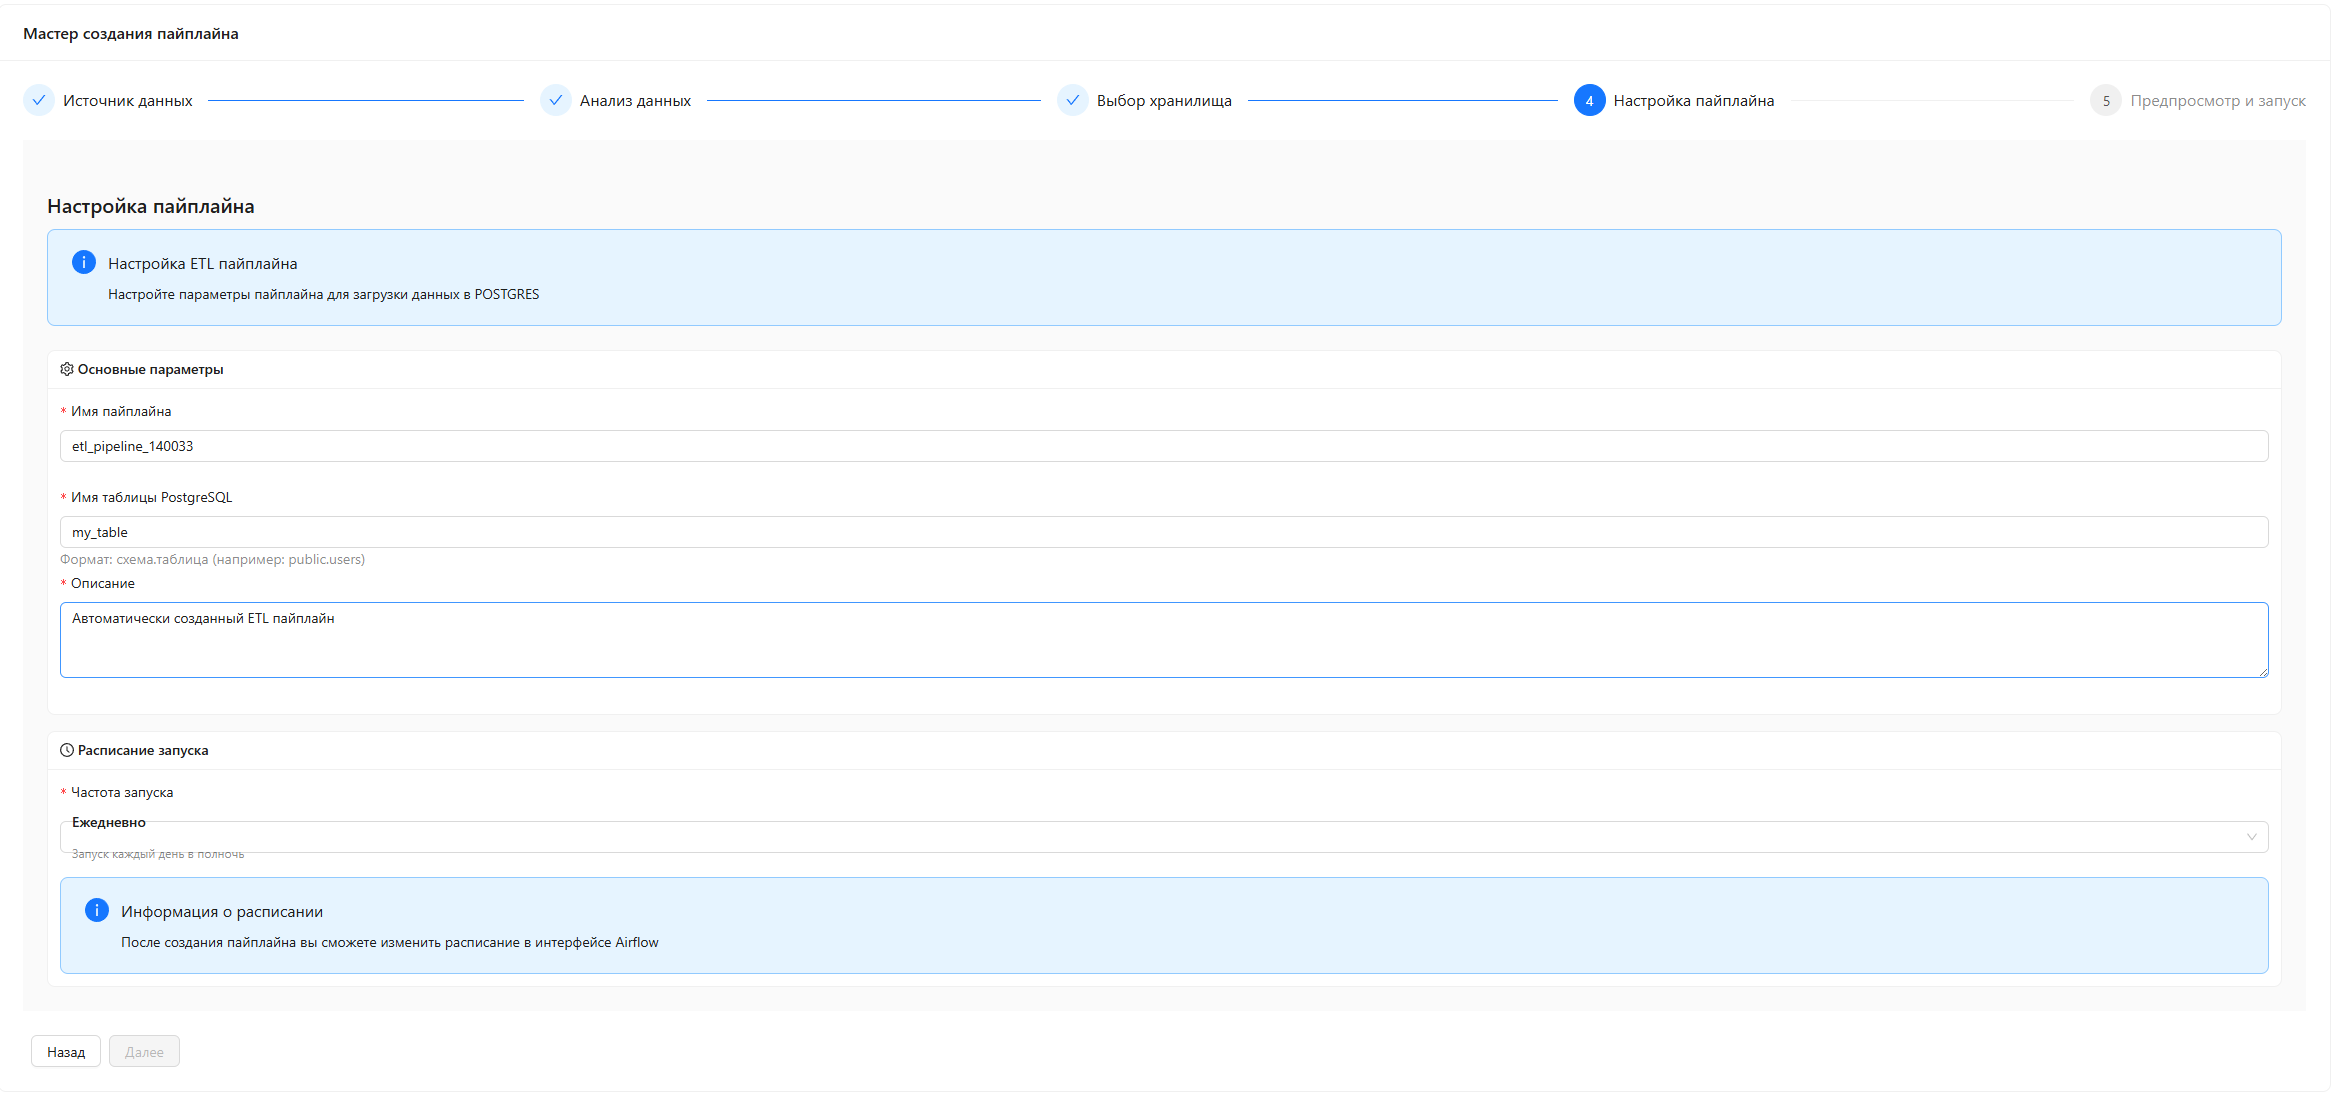 Мастер создания пайплайна
Источник данных
Анализ данных
Выбор хранилища
4 Настройка пайплайна
5 Предпросмотр и запуск
Настройка пайплайна
Настройка ETL пайплайна
Настройте параметры пайплайна для загрузки данных в POSTGRES
Основные параметры
* Имя пайплайна
etl_pipeline_140033
* Имя таблицы PostgreSQL
my_table
Формат: схема.таблица (например: public.users)
* Описание
Автоматически созданный ETL пайплайн
Расписание запуска
* Частота запуска
Ежедневно
Запуск каждый день в полночь
Информация о расписании
После создания пайплайна вы сможете изменить расписание в интерфейсе Airflow
Назад
Далее